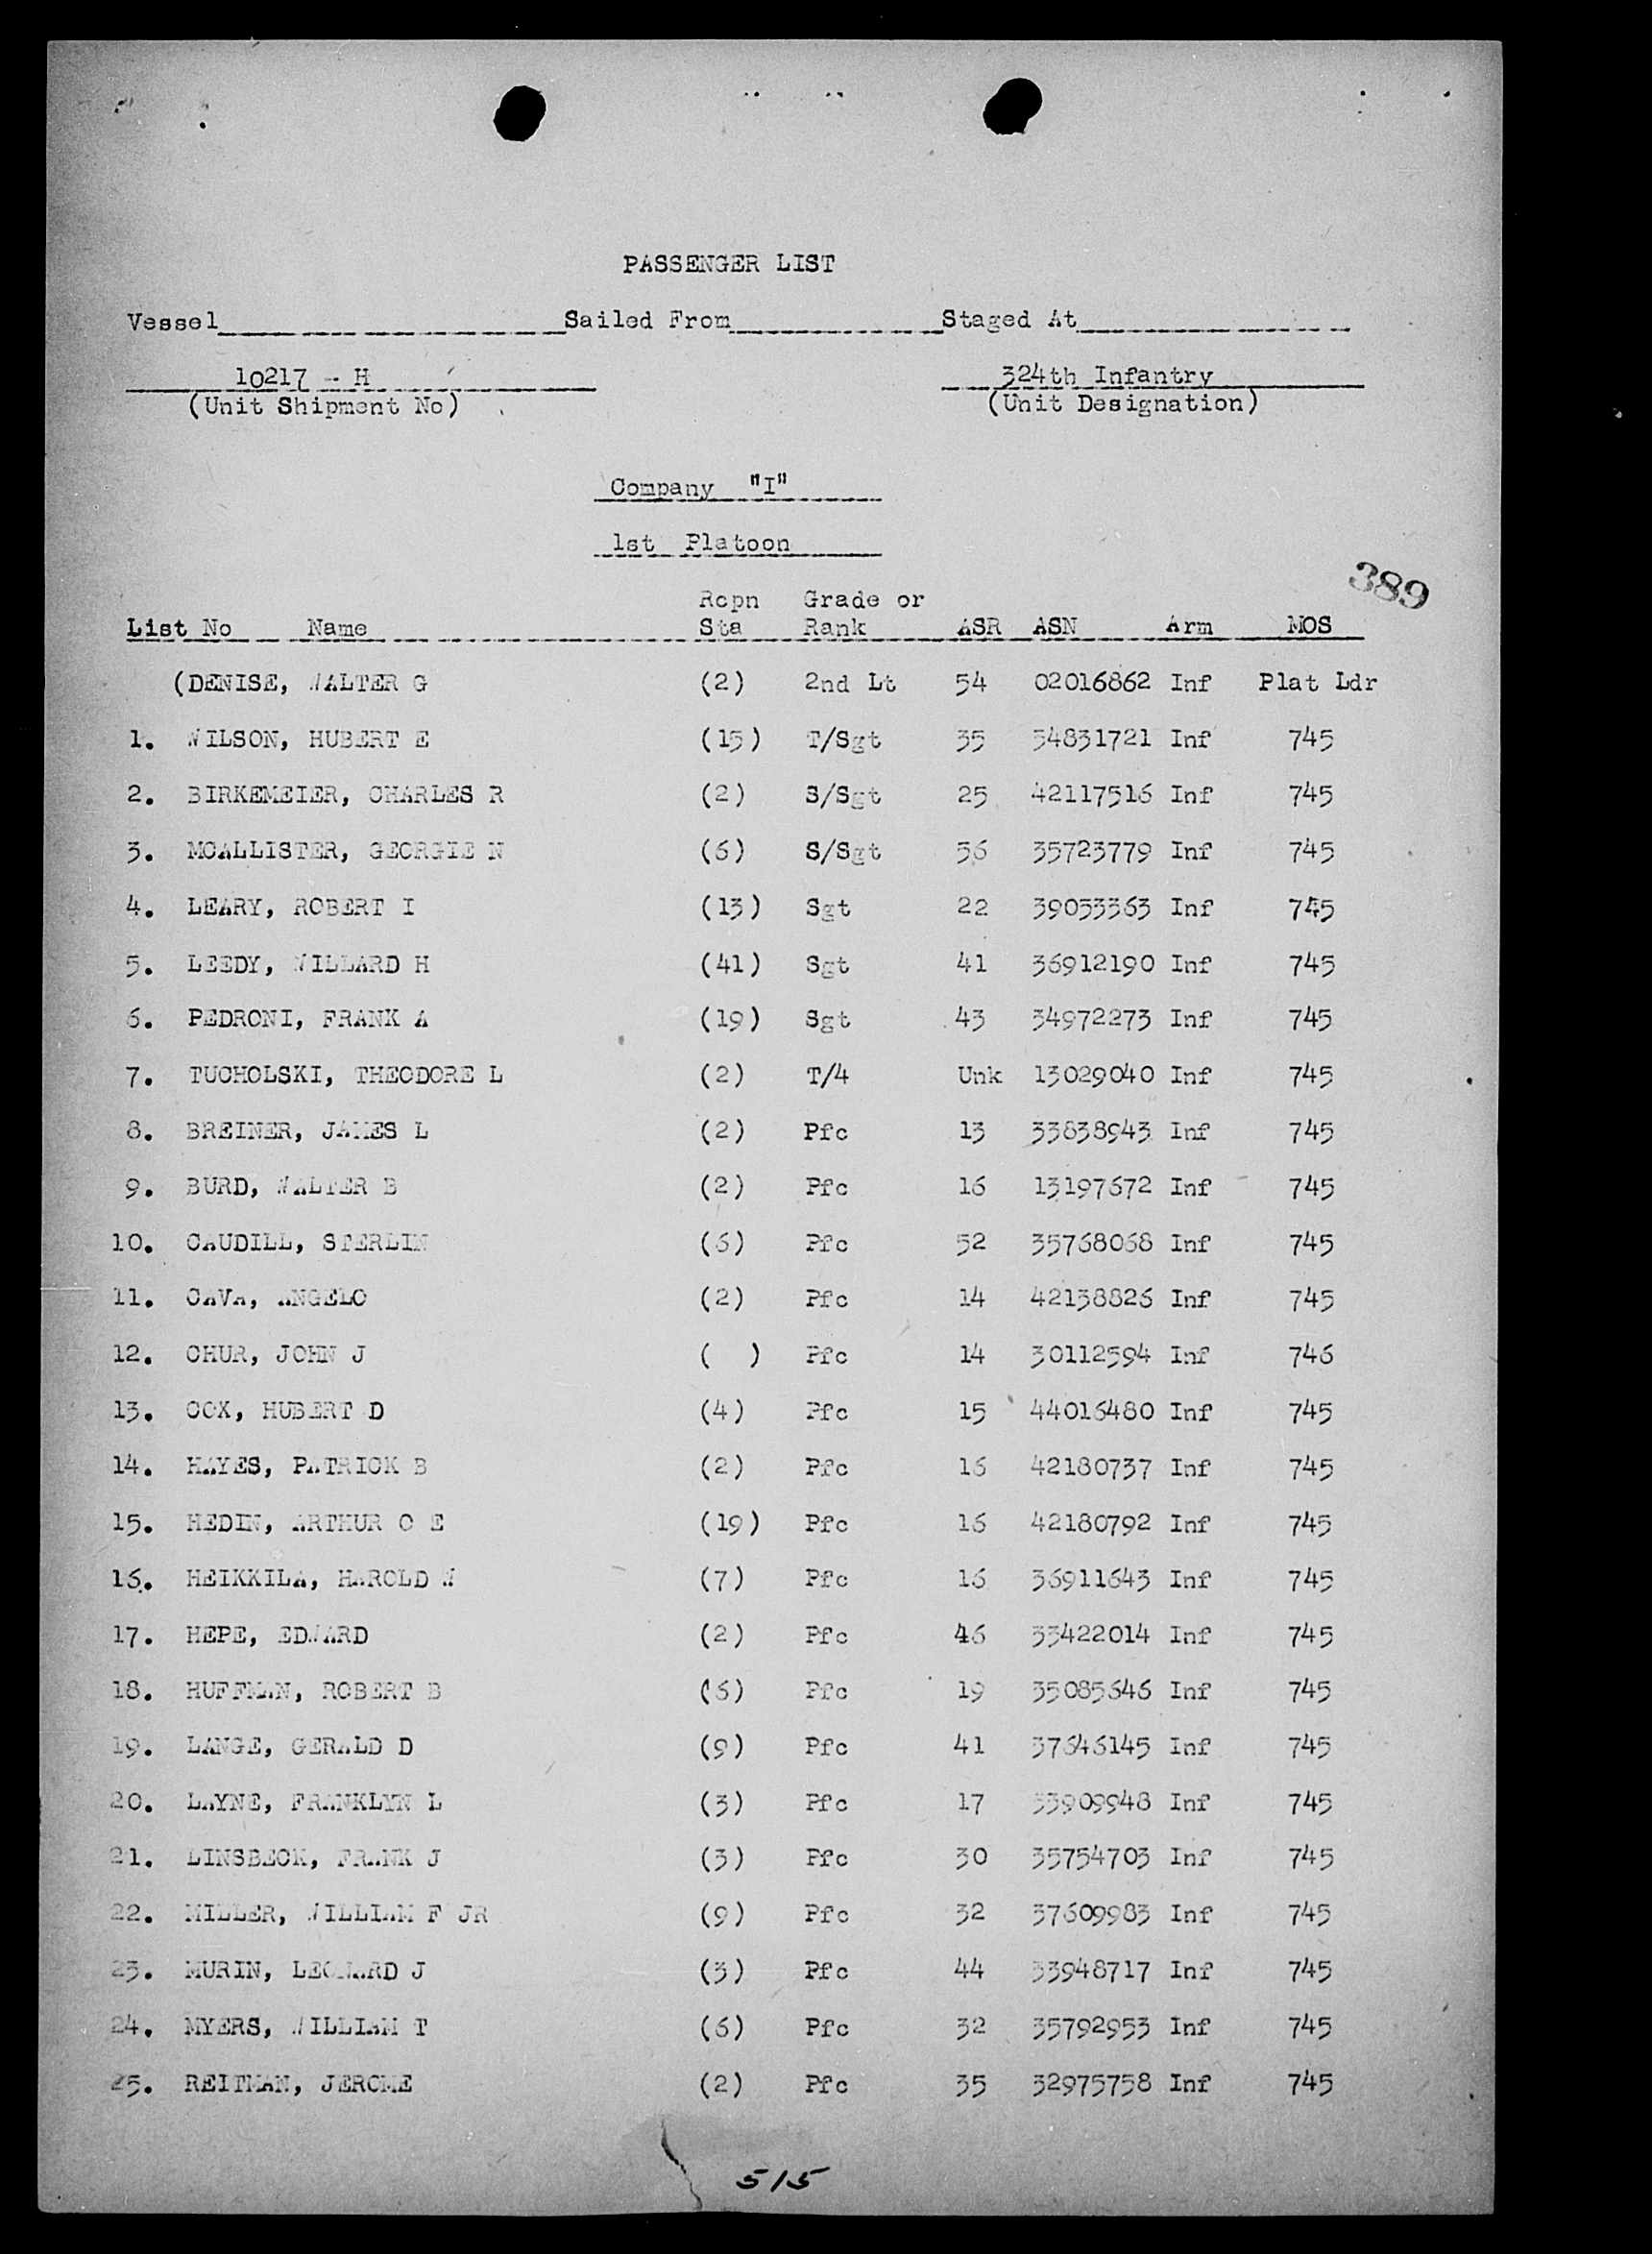 PASSENGER LIST
Vessel Sailed From Staged At
10217 - H 324th Infantry
(Unit Shipment No) (Unit Designation)
Company "I"
1st Platoon
389
Rcpn Grade or
List No Name Sta Rank ASR ASN Arm MOS
(DENISE, WALTER G (2) 2nd Lt 54 02016862 Inf Plat Ldr
1. WILSON, HUBERT E (15) T/Sgt 35 34831721 Inf 745
2. BIRKEMEIER, CHARLES R (2) S/Sgt 25 42117516 Inf 745
3. MCALLISTER, GEORGIE N (6) S/Sgt 56 35723779 Inf 745
4. LEARY, ROBERT I (13) Sgt 22 39053363 Inf 745
5. LEEDY, WILLARD H (41) Sgt 41 36912190 Inf 745
6. PEDRONI, FRANK A (19) Sgt 43 34972273 Inf 745
7. TUCHOLSKI, THEODORE L (2) T/4 Unk 13029040 Inf 745
8. BREINER, JAMES L (2) Pfc 13 33838943 Inf 745
9. BURD, WALTER B (2) Pfc 16 13197672 Inf 745
10. CAUDILL, STERLIN (6) Pfc 52 35768068 Inf 745
11. CAVA, ANGELO (2) Pfc 14 42138826 Inf 745
12. CHUR, JOHN J ( ) Pfc 14 30112594 Inf 746
13. COX, HUBERT D (4) Pfc 15 44016480 Inf 745
14. HAYES, PATRICK B (2) Pfc 16 42180737 Inf 745
15. HEDIN, ARTHUR C E (19) Pfc 16 42180792 Inf 745
16. HEIKKILA, HAROLD W (7) Pfc 16 36911643 Inf 745
17. HEPE, EDWARD (2) Pfc 46 33422014 Inf 745
18. HUFFMAN, ROBERT B (6) Pfc 19 35085646 Inf 745
19. LANGE, GERALD D (9) Pfc 41 37646145 Inf 745
20. LAYNE, FRANKLYN L (3) Pfc 17 33909948 Inf 745
21. LINSBECK, FRANK J (3) Pfc 30 35754703 Inf 745
22. MILLER, WILLIAM F JR (9) Pfc 32 37609983 Inf 745
23. MURIN, LEONARD J (3) Pfc 44 33948717 Inf 745
24. MYERS, WILLIAM T (6) Pfc 32 35792953 Inf 745
25. REITMAN, JEROME (2) Pfc 35 32975758 Inf 745
515